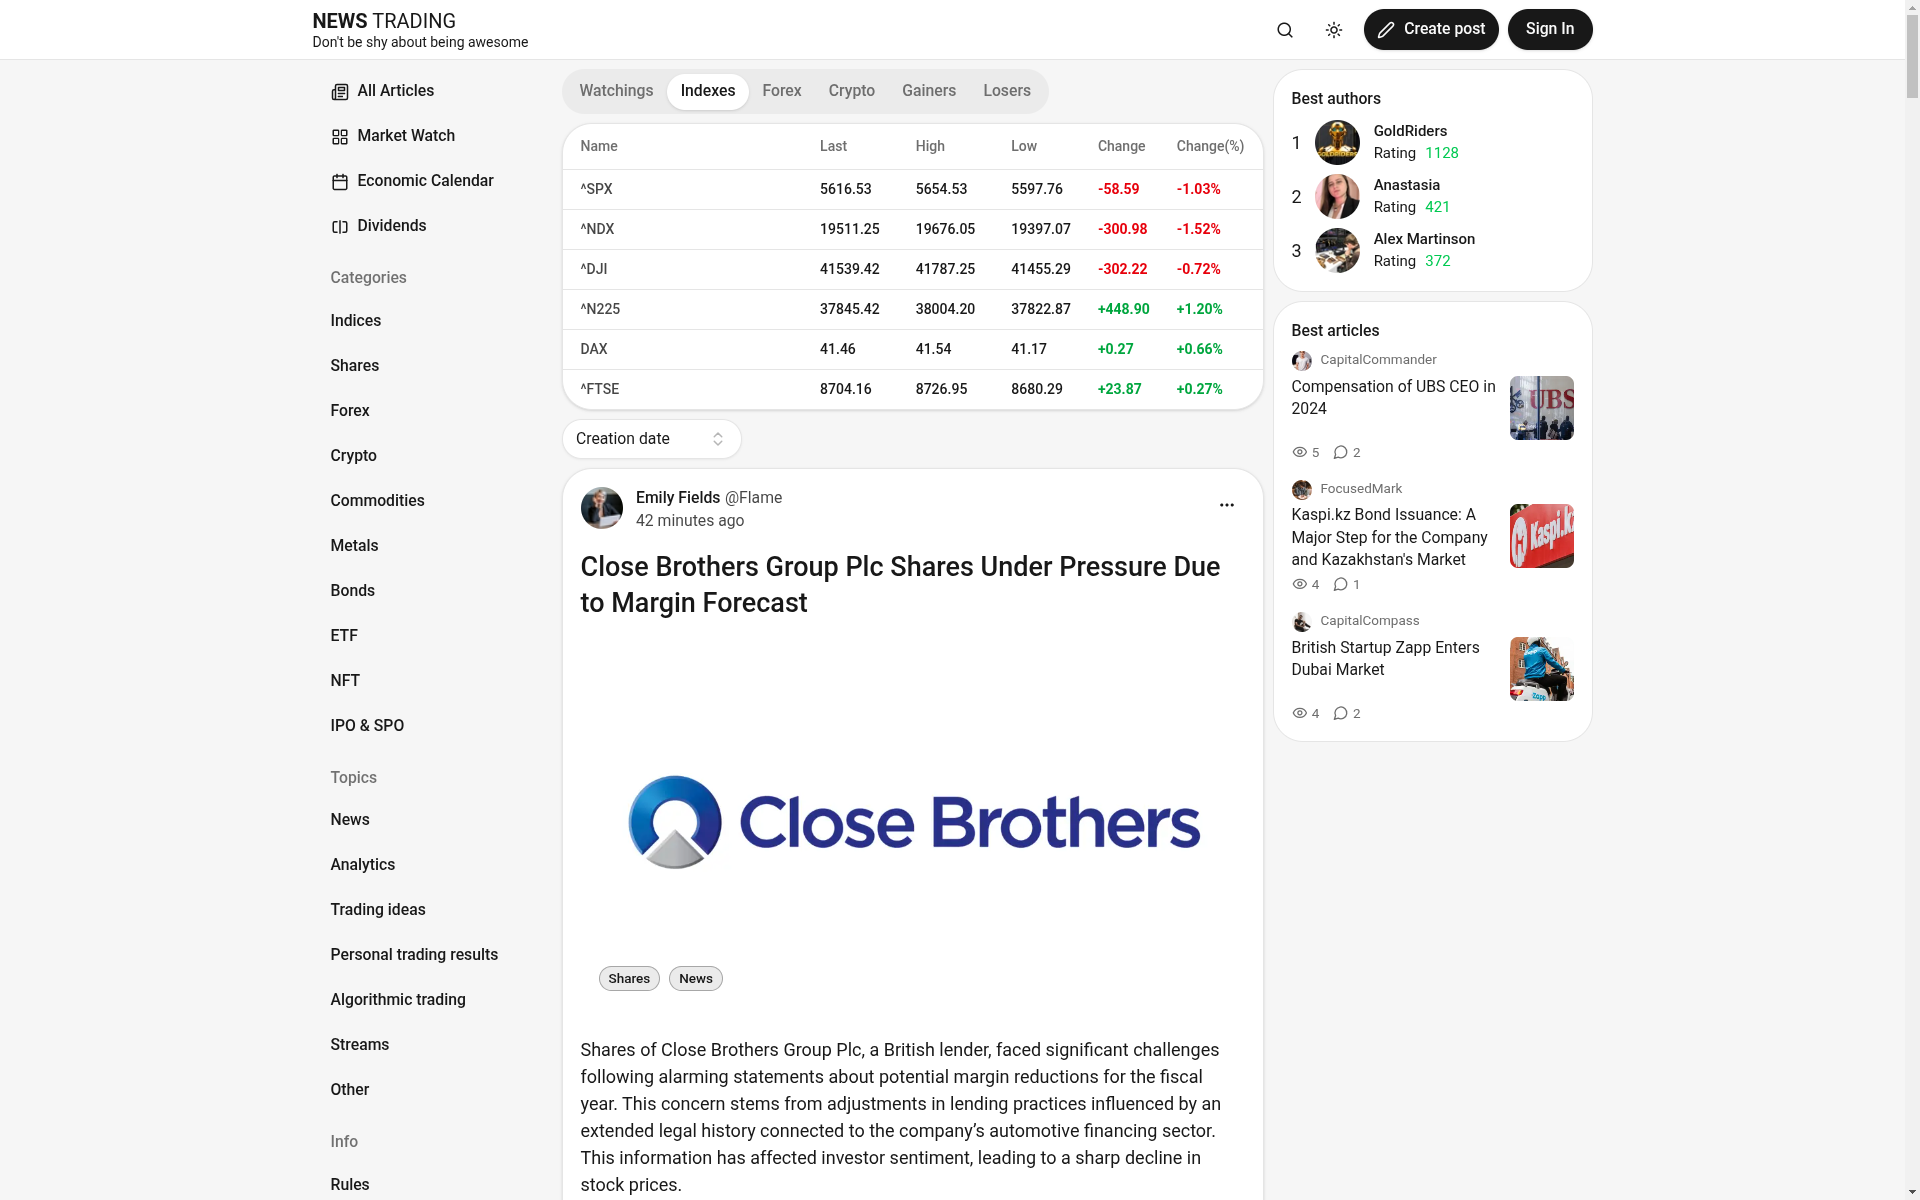 NEWS TRADING
Don't be shy about being awesome
Create post
Sign In
All Articles
Market Watch
Economic Calendar
Dividends
Categories
Indices
Shares
Forex
Crypto
Commodities
Metals
Bonds
ETF
NFT
IPO & SPO
Topics
News
Analytics
Trading ideas
Personal trading results
Algorithmic trading
Streams
Other
Info
Rules
Watchings Indexes Forex Crypto Gainers Losers
Name Last High Low Change Change(%)
^SPX 5616.53 5654.53 5597.76 -58.59 -1.03%
^NDX 19511.25 19676.05 19397.07 -300.98 -1.52%
^DJI 41539.42 41787.25 41455.29 -302.22 -0.72%
^N225 37845.42 38004.20 37822.87 +448.90 +1.20%
DAX 41.46 41.54 41.17 +0.27 +0.66%
^FTSE 8704.16 8726.95 8680.29 +23.87 +0.27%
Creation date
Emily Fields @Flame
42 minutes ago
Close Brothers Group Plc Shares Under Pressure Due
to Margin Forecast
Close Brothers
Shares News
Shares of Close Brothers Group Plc, a British lender, faced significant challenges
following alarming statements about potential margin reductions for the fiscal
year. This concern stems from adjustments in lending practices influenced by an
extended legal history connected to the company’s automotive financing sector.
This information has affected investor sentiment, leading to a sharp decline in
stock prices.
Best authors
1 GoldRiders
Rating 1128
2 Anastasia
Rating 421
3 Alex Martinson
Rating 372
Best articles
CapitalCommander
Compensation of UBS CEO in
2024
UBS
5 2
FocusedMark
Kaspi.kz Bond Issuance: A
Major Step for the Company
and Kazakhstan's Market
Kaspi.k
4 1
CapitalCompass
British Startup Zapp Enters
Dubai Market
Zapp
4 2